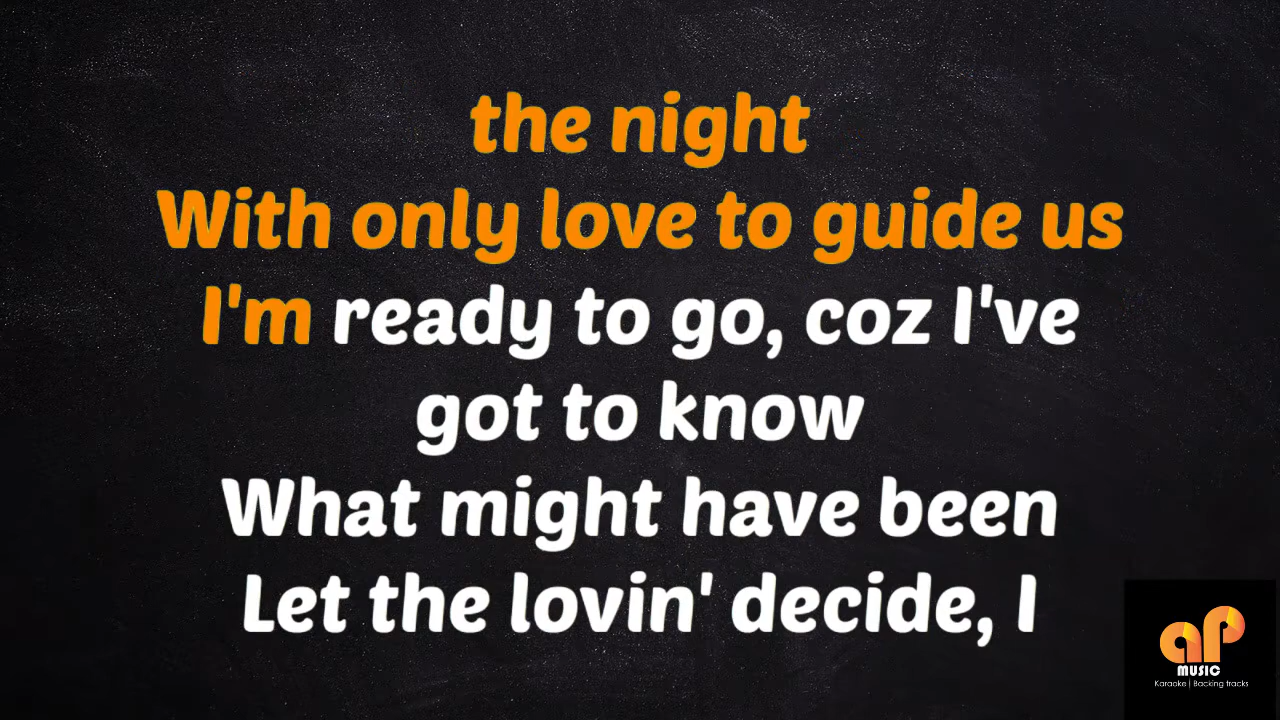 the night
With only love to guide us
I'm ready to go, coz I've
got to know
What might have been
Let the lovin' decide, I
ap
MUSIC
Karaoke | Backing tracks